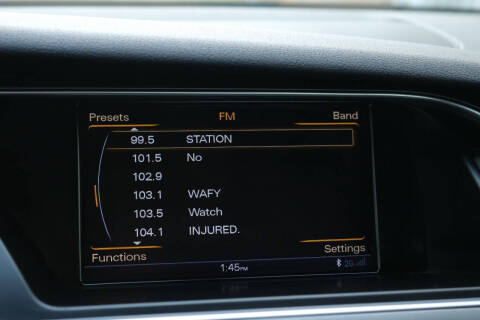 Presets FM Band
99.5 STATION
101.5 No
102.9
103.1 WAFY
103.5 Watch
104.1 INJURED.
Functions Settings
1:45PM 2G